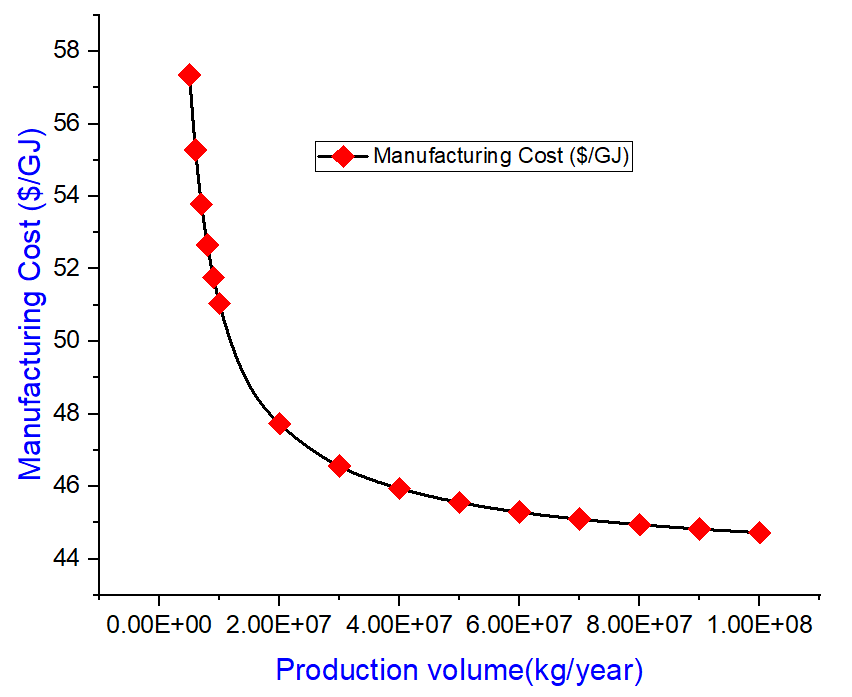 58
56
54
52
50
48
46
44
Manufacturing Cost ($/GJ)
Manufacturing Cost ($/GJ)
0.00E+00 2.00E+07 4.00E+07 6.00E+07 8.00E+07 1.00E+08
Production volume(kg/year)